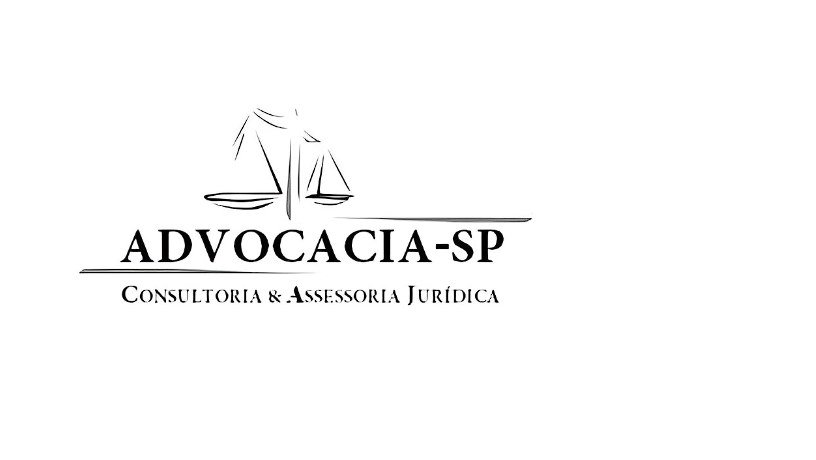 ADVOCACIA-SP
CONSULTORIA & ASSESSORIA JURÍDICA